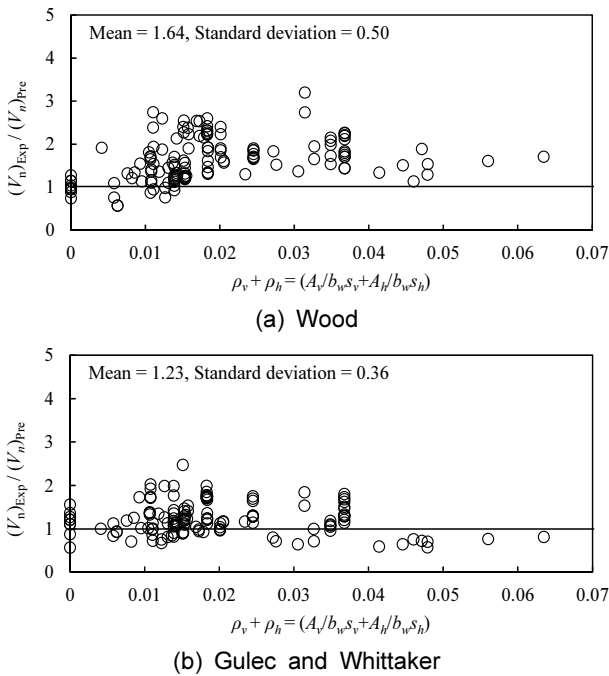 5
Mean = 1.64, Standard deviation = 0.50
4
3
2
1
0
(Vn)Exp / (Vn)Pre
0 0.01 0.02 0.03 0.04 0.05 0.06 0.07
ρv + ρh = (Av/bwsv+Ah/bwsh)
(a) Wood
5
Mean = 1.23, Standard deviation = 0.36
4
3
2
1
0
(Vn)Exp / (Vn)Pre
0 0.01 0.02 0.03 0.04 0.05 0.06 0.07
ρv + ρh = (Av/bwsv+Ah/bwsh)
(b) Gulec and Whittaker